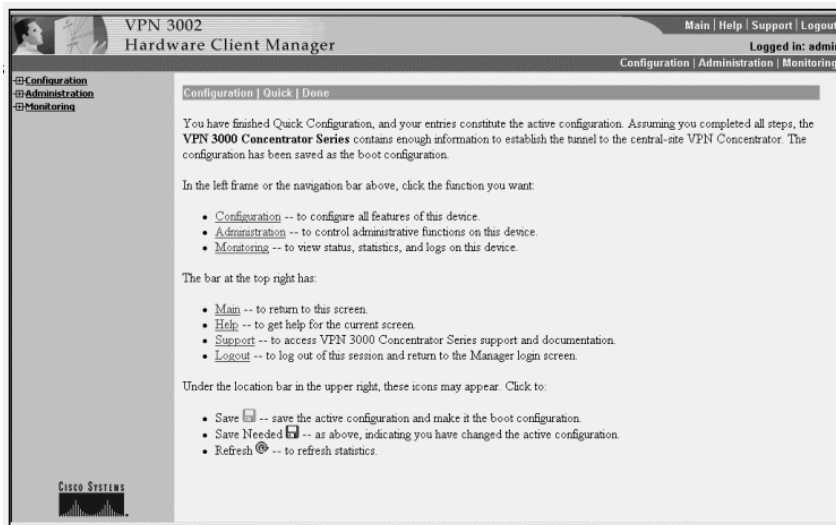 VPN 3002
Hardware Client Manager
Main | Help | Support | Logout
Logged in: admin
Configuration | Administration | Monitoring
Configuration
Administration
Monitoring
Configuration | Quick | Done
You have finished Quick Configuration, and your entries constitute the active configuration. Assuming you completed all steps, the
VPN 3000 Concentrator Series contains enough information to establish the tunnel to the central-site VPN Concentrator. The
configuration has been saved as the boot configuration.
In the left frame or the navigation bar above, click the function you want:
• Configuration -- to configure all features of this device.
• Administration -- to control administrative functions on this device.
• Monitoring -- to view status, statistics, and logs on this device.
The bar at the top right has:
• Main -- to return to this screen.
• Help -- to get help for the current screen.
• Support -- to access VPN 3000 Concentrator Series support and documentation.
• Logout -- to log out of this session and return to the Manager login screen.
Under the location bar in the upper right, these icons may appear. Click to:
• Save -- save the active configuration and make it the boot configuration.
• Save Needed -- as above, indicating you have changed the active configuration.
• Refresh -- to refresh statistics.
CISCO SYSTEMS